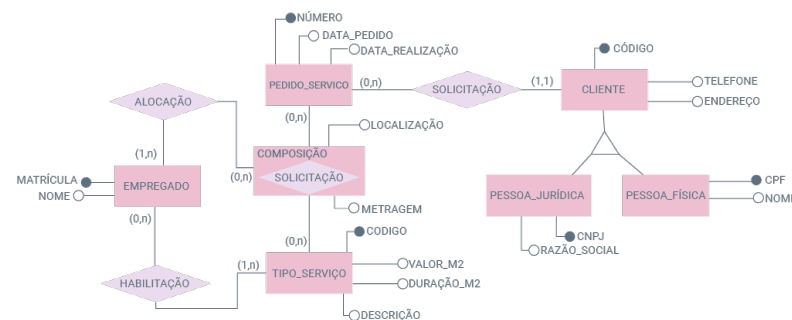 NÚMERO
DATA_PEDIDO
DATA_REALIZAÇÃO
CÓDIGO
PEDIDO_SERVICO
(0,n)
SOLICITAÇÃO
(1,1)
CLIENTE
TELEFONE
ENDEREÇO
ALOCAÇÃO
(0,n)
LOCALIZAÇÃO
(1,n)
COMPOSIÇÃO
SOLICITAÇÃO
(0,n)
MATRÍCULA
NOME
EMPREGADO
(0,n)
METRAGEM
PESSOA_JURÍDICA
PESSOA_FÍSICA
CPF
NOM
CNPJ
RAZÃO_SOCIAL
(0,n)
CODIGO
(1,n)
TIPO_SERVIÇO
VALOR_M2
DURAÇÃO_M2
HABILITAÇÃO
DESCRIÇÃO